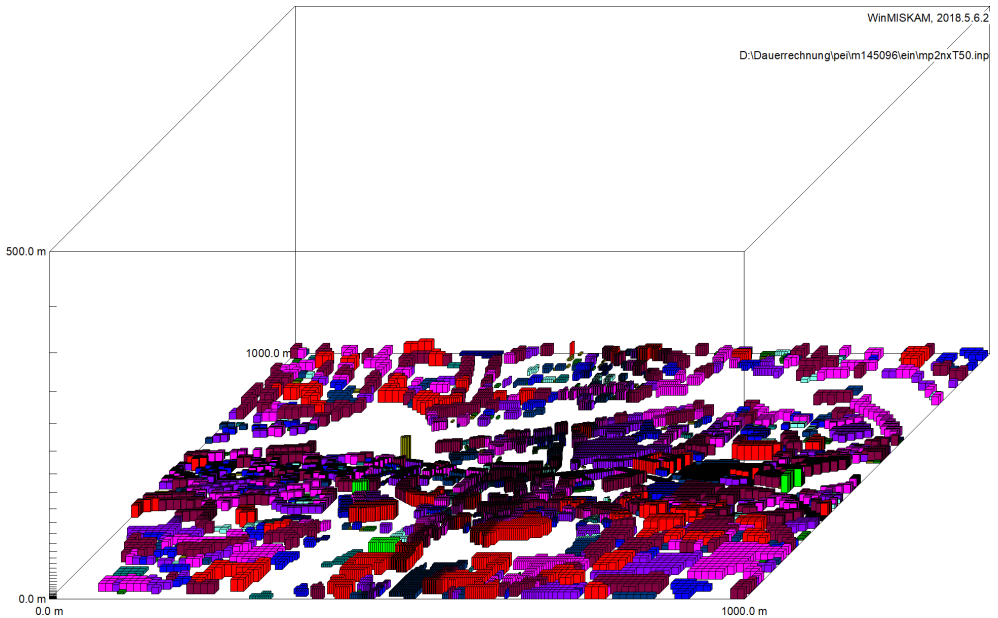 WinMISKAM, 2018.5.6.2
D:\Dauerrechnung\pei\m145096\ein\mp2nxT50.inp
500.0 m
1000.0 m
0.0 m
0.0 m
1000.0 m